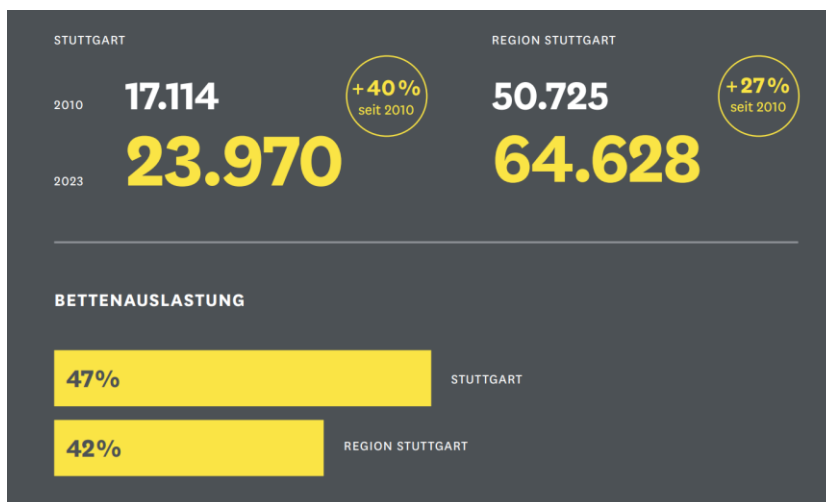 STUTTGART
2010 17.114 +40% seit 2010
2023 23.970
REGION STUTTGART
50.725 +27% seit 2010
64.628
BETTENAUSLASTUNG
47% STUTTGART
42% REGION STUTTGART